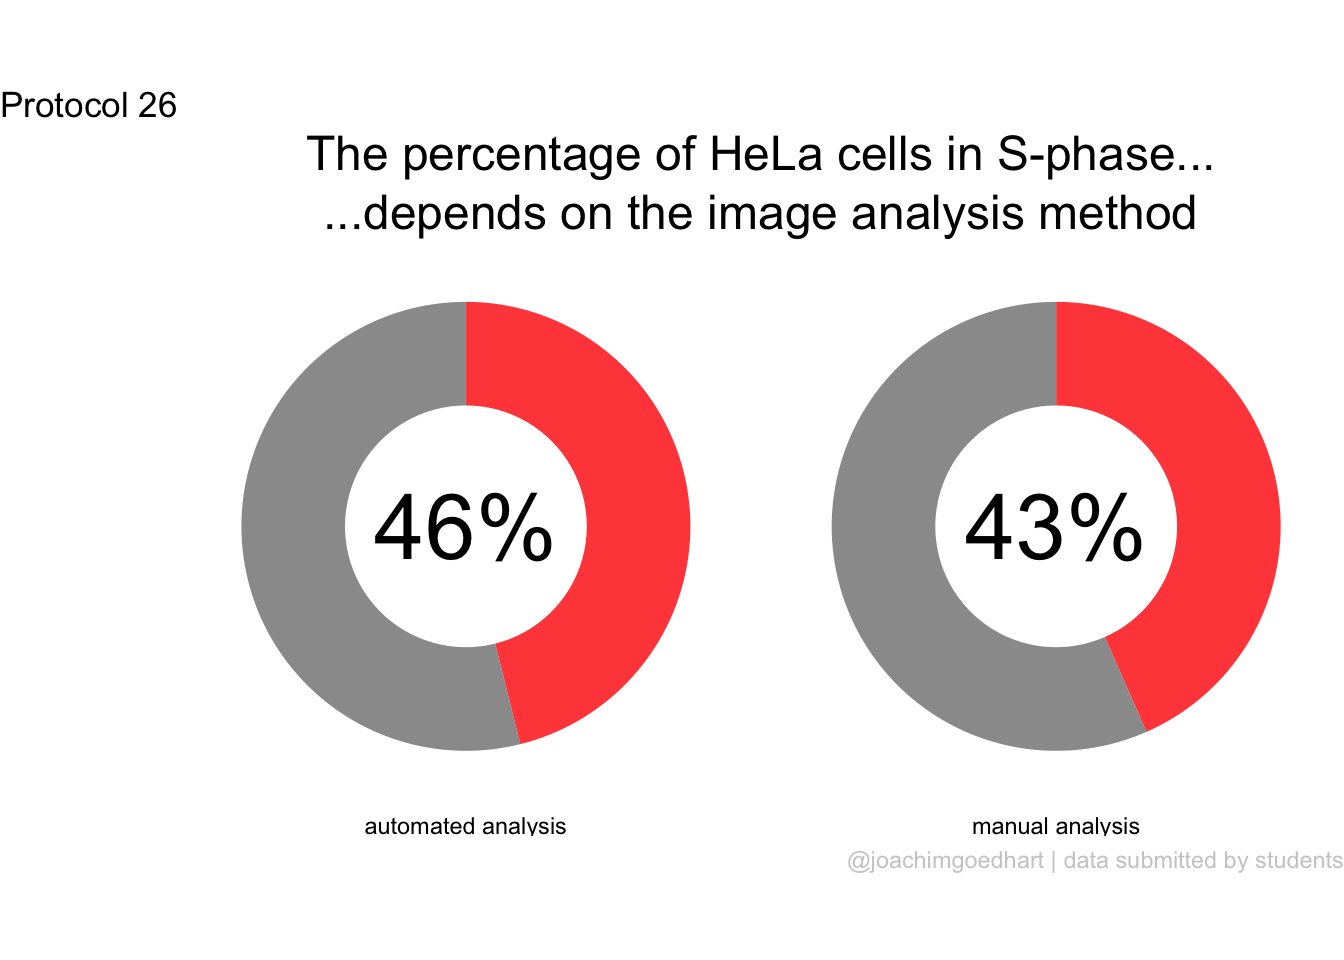 Protocol 26
The percentage of HeLa cells in S-phase...
...depends on the image analysis method
46%
43%
automated analysis
manual analysis
@joachimgoedhart | data submitted by students